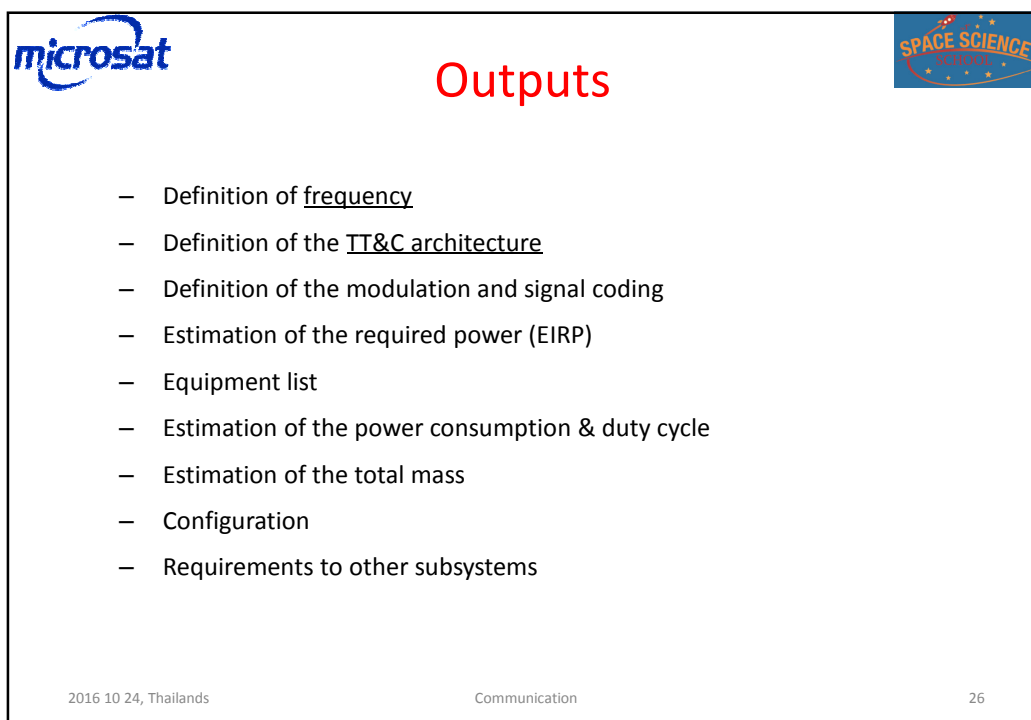 microsat
SPACE SCIENCE
SCHOOL
Outputs
– Definition of frequency
– Definition of the TT&C architecture
– Definition of the modulation and signal coding
– Estimation of the required power (EIRP)
– Equipment list
– Estimation of the power consumption & duty cycle
– Estimation of the total mass
– Configuration
– Requirements to other subsystems
2016 10 24, Thailands
Communication
26